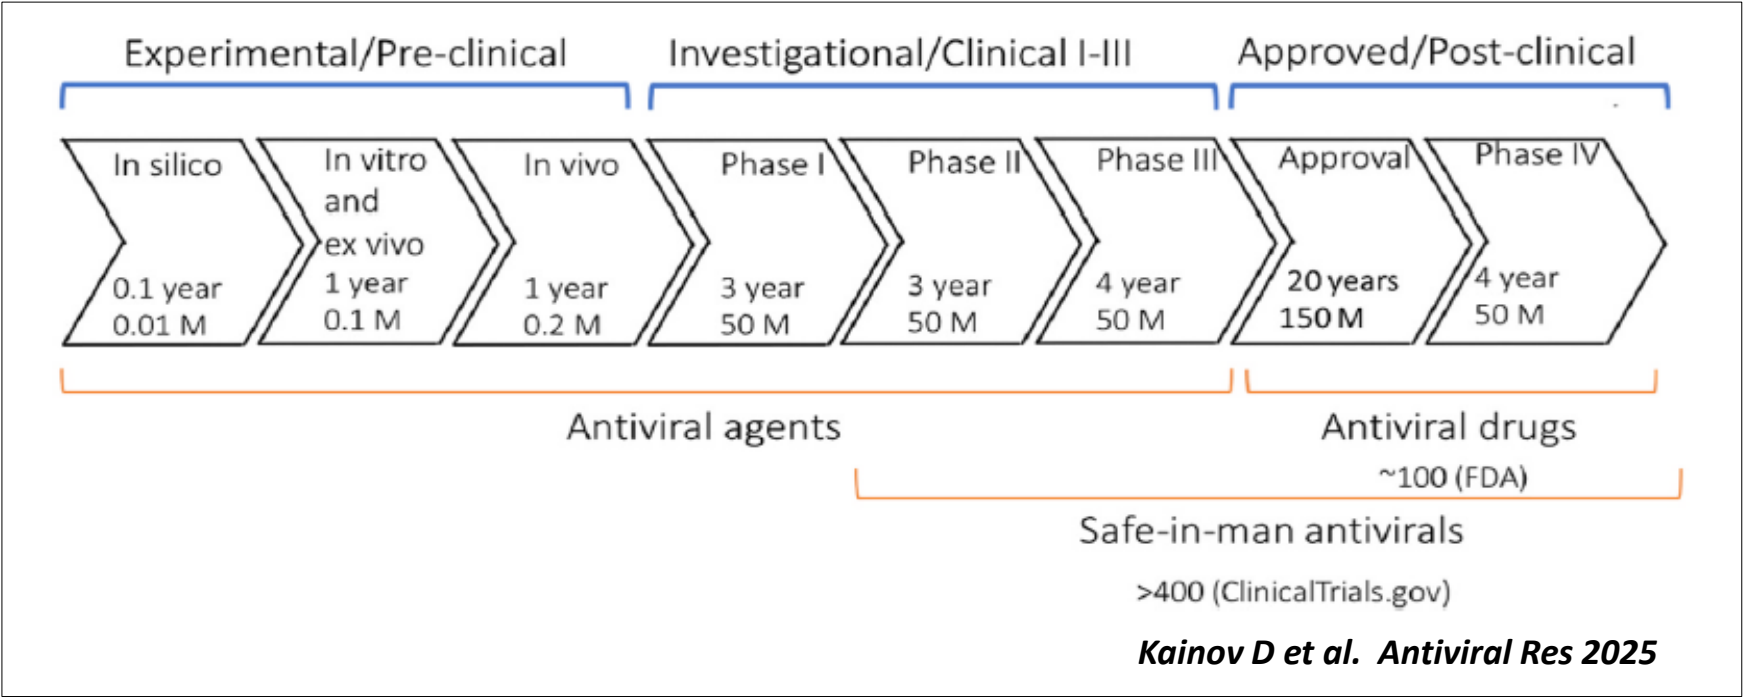 Experimental/Pre-clinical
Investigational/Clinical I-III
Approved/Post-clinical
In silico
0.1 year
0.01 M
In vitro
and
ex vivo
1 year
0.1 M
In vivo
1 year
0.2 M
Phase I
3 year
50 M
Phase II
3 year
50 M
Phase III
4 year
50 M
Approval
20 years
150 M
Phase IV
4 year
50 M
Antiviral agents
Antiviral drugs
~100 (FDA)
Safe-in-man antivirals
>400 (ClinicalTrials.gov)
Kainov D et al. Antiviral Res 2025